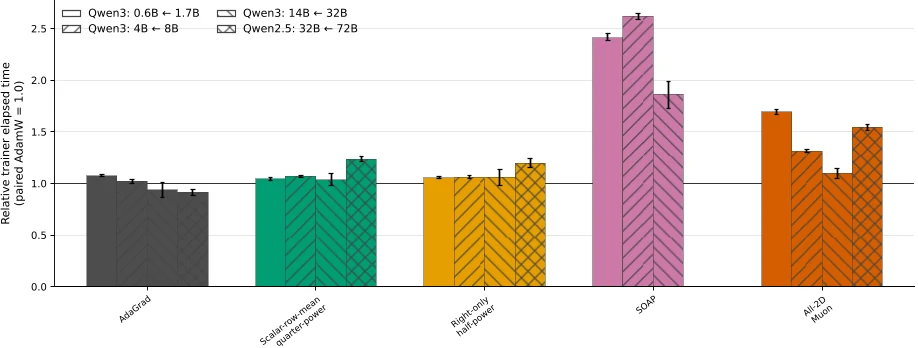 Qwen3: 0.6B ← 1.7B
Qwen3: 4B ← 8B
Qwen3: 14B ← 32B
Qwen2.5: 32B ← 72B
Relative trainer elapsed time
(paired AdamW = 1.0)
2.5
2.0
1.5
1.0
0.5
0.0
AdaGrad
Scalar-row-mean
quarter-power
Right-only
half-power
SOAP
All-2D
Muon